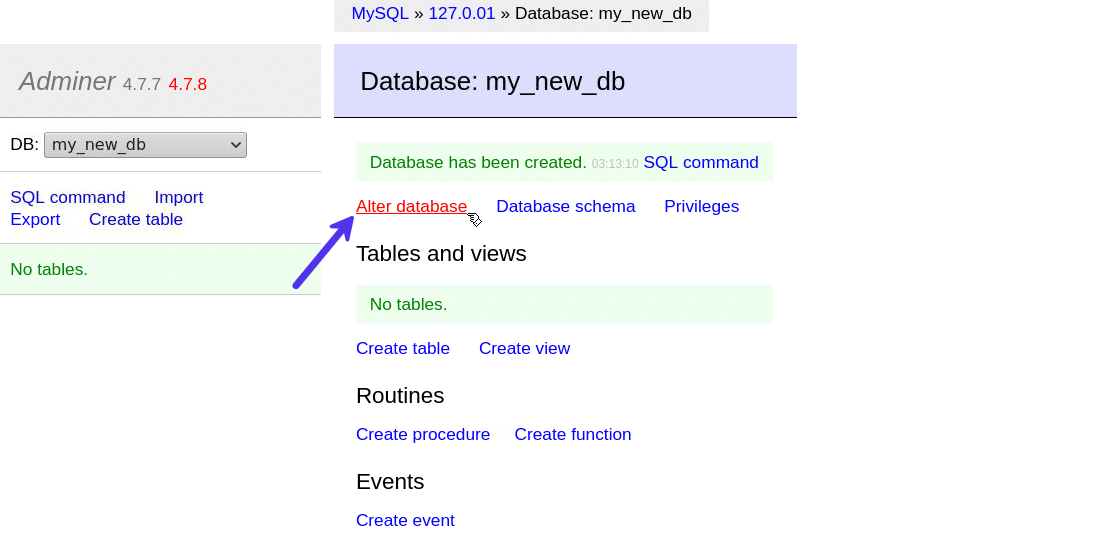 MySQL » 127.0.01 » Database: my_new_db
Adminer 4.7.7 4.7.8
DB: my_new_db
SQL command Import
Export Create table
No tables.
Database: my_new_db
Database has been created. 03:13:10 SQL command
Alter database Database schema Privileges
Tables and views
No tables.
Create table Create view
Routines
Create procedure Create function
Events
Create event